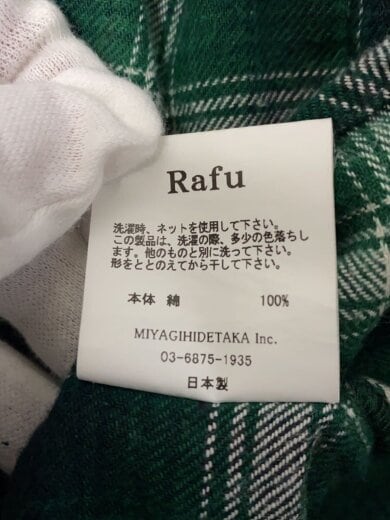 Rafu
洗濯時、ネットを使用して下さい。
この製品は、洗濯の際、多少の色落ちし
ます。他のものと別に洗って下さい。
形をととのえてから干して下さい。
本体 綿 100%
MIYAGIHIDETAKA Inc.
03-6875-1935
日本製